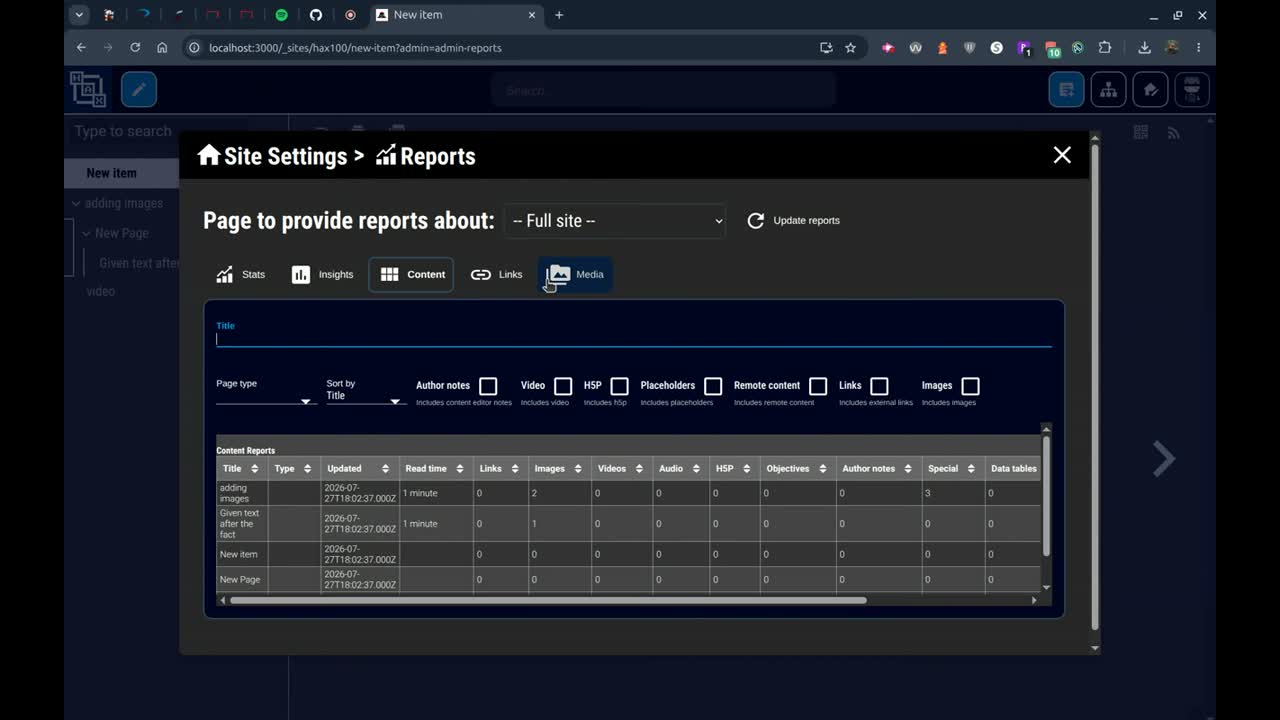 New item
localhost:3000/_sites/hax100/new-item?admin=admin-reports
1
10
Search...
Type to search
New item
adding images
New Page
Given text after
video
Site Settings > Reports
Page to provide reports about: -- Full site -- Update reports
Stats Insights Content Links Media
Title
Page type
Sort by
Title
Author notes Video H5P Placeholders Remote content Links Images
Includes content editor notes Includes video Includes h5p Includes placeholders Includes remote content Includes external links Includes images
Content Reports
Title Type Updated Read time Links Images Videos Audio H5P Objectives Author notes Special Data tables
adding images 2026-07-27T18:02:37.000Z 1 minute 0 2 0 0 0 0 0 3 0
Given text after the fact 2026-07-27T18:02:37.000Z 1 minute 0 1 0 0 0 0 0 0 0
New item 2026-07-27T18:02:37.000Z 0 0 0 0 0 0 0 0 0
New Page 2026-07-27T18:02:37.000Z 0 0 0 0 0 0 0 0 0